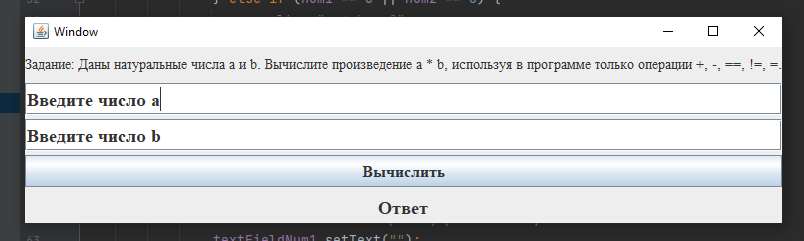 } else if (num1 == 0 || num2 == 0) {
Window
Задание: Даны натуральные числа a и b. Вычислите произведение a * b, используя в программе только операции +, -, ==, !=, =.
Введите число a
Введите число b
Вычислить
Ответ
63
textFieldNum1.setText("");